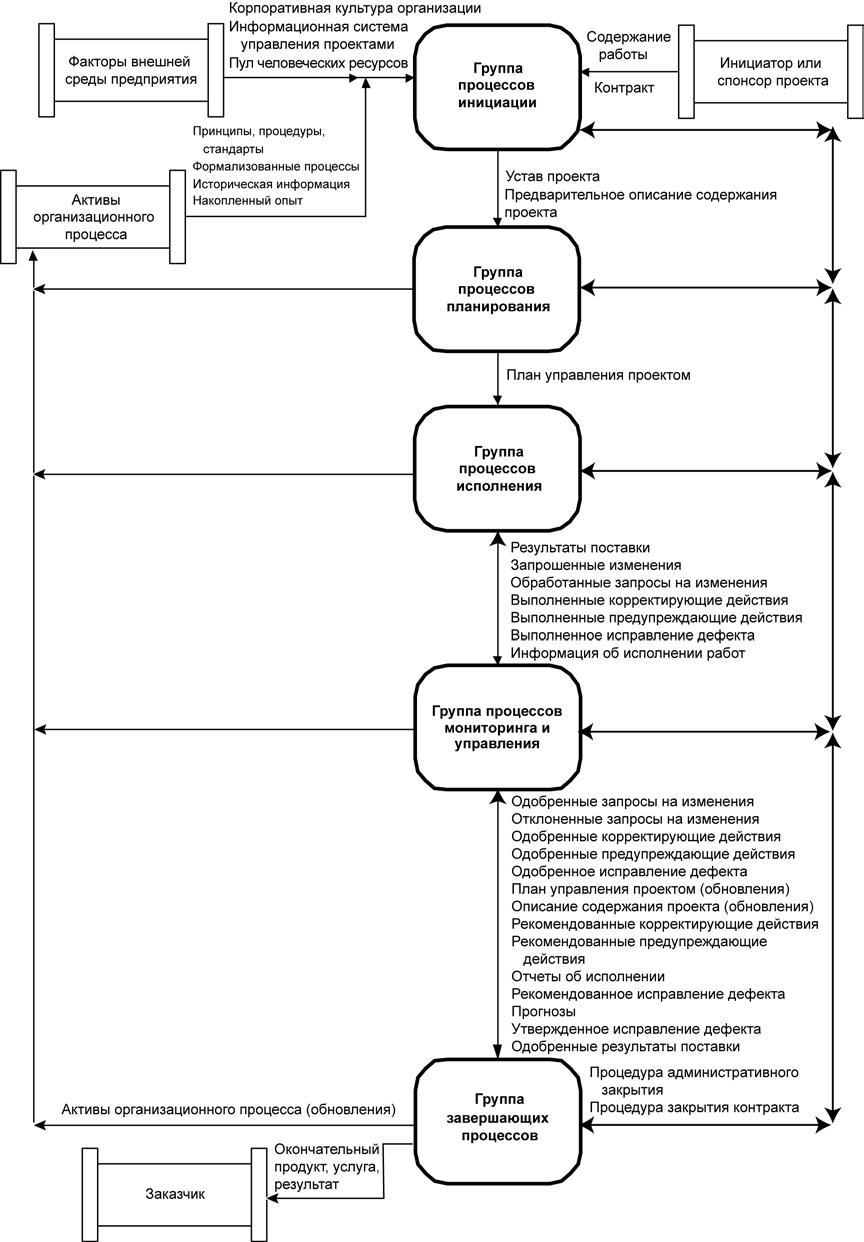 Корпоративная культура организации
Информационная система
управления проектами
Пул человеческих ресурсов
Факторы внешней
среды предприятия
Группа
процессов
инициации
Содержание
работы
Контракт
Инициатор или
спонсор проекта
Принципы, процедуры,
стандарты
Формализованные процессы
Историческая информация
Накопленный опыт
Активы
организационного
процесса
Устав проекта
Предварительное описание содержания
проекта
Группа
процессов
планирования
План управления проектом
Группа
процессов
исполнения
Результаты поставки
Запрошенные изменения
Обработанные запросы на изменения
Выполненные корректирующие действия
Выполненные предупреждающие действия
Выполненное исправление дефекта
Информация об исполнении работ
Группа процессов
мониторинга и
управления
Одобренные запросы на изменения
Отклоненные запросы на изменения
Одобренные корректирующие действия
Одобренные предупреждающие действия
Одобренное исправление дефекта
План управления проектом (обновления)
Описание содержания проекта (обновления)
Рекомендованные корректирующие действия
Рекомендованные предупреждающие
действия
Отчеты об исполнении
Рекомендованное исправление дефекта
Прогнозы
Утвержденное исправление дефекта
Одобренные результаты поставки
Группа
завершающих
процессов
Процедура административного
закрытия
Процедура закрытия контракта
Активы организационного процесса (обновления)
Окончательный
продукт, услуга,
результат
Заказчик